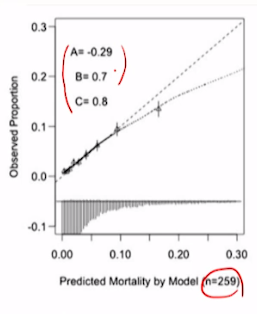 0.3
A= -0.29
0.2
B= 0.7
C= 0.8
Observed Proportion
0.1
0.0
-0.1
0.00 0.10 0.20 0.30
Predicted Mortality by Model (n=259)